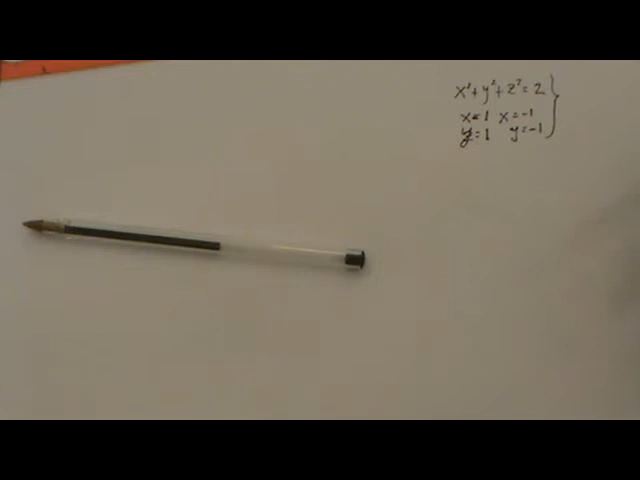 x²+y²+z²=2 }
x=1 x=-1
y=1 y=-1